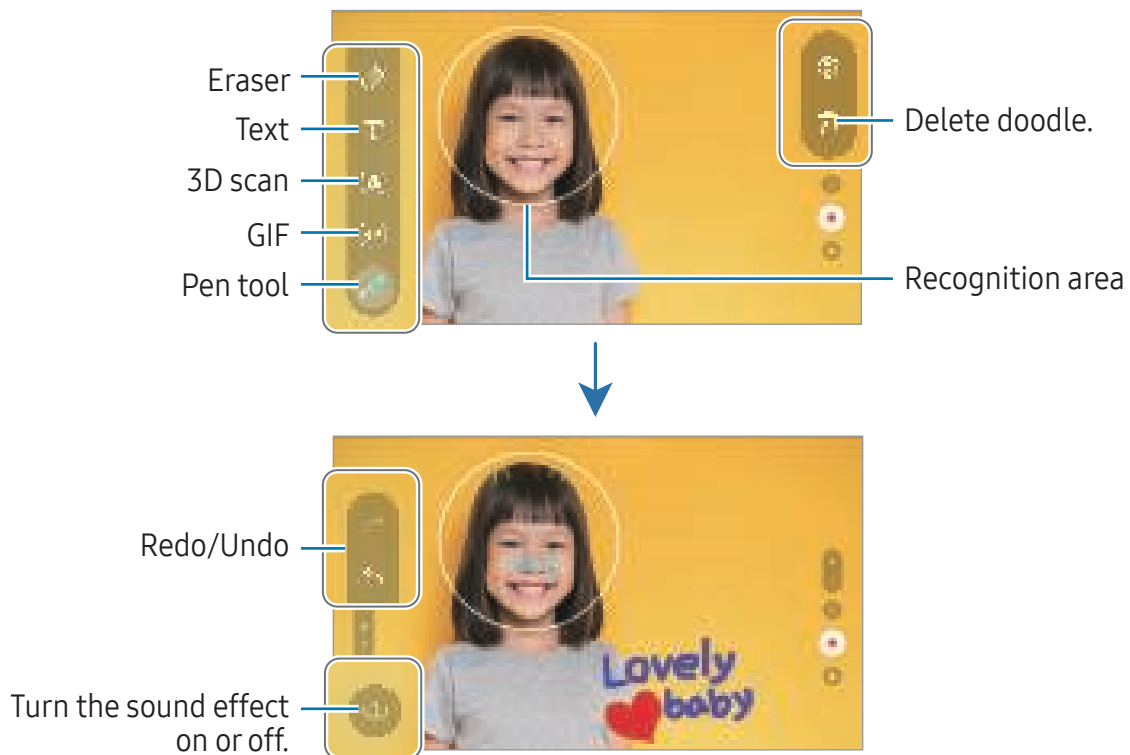 Eraser
Text
3D scan
GIF
Pen tool
Delete doodle.
Recognition area
Redo/Undo
Turn the sound effect
on or off.
Lovely
baby